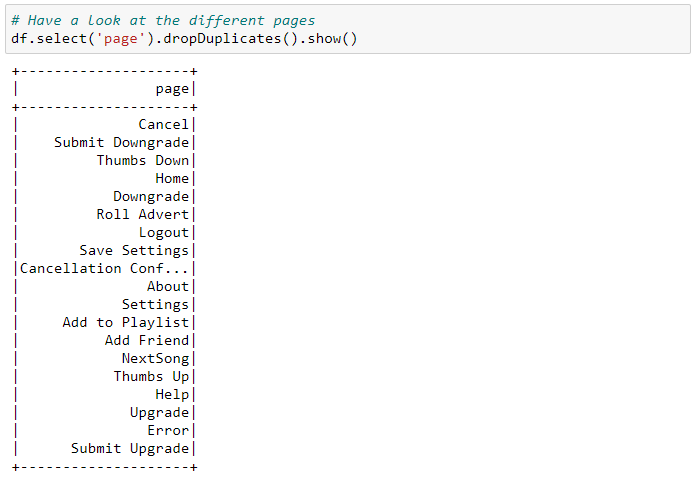 # Have a look at the different pages
df.select('page').dropDuplicates().show()
+--------------------+
|                page|
+--------------------+
|              Cancel|
|    Submit Downgrade|
|         Thumbs Down|
|                Home|
|           Downgrade|
|         Roll Advert|
|              Logout|
|       Save Settings|
|Cancellation Conf...|
|               About|
|            Settings|
|     Add to Playlist|
|          Add Friend|
|            NextSong|
|           Thumbs Up|
|                Help|
|             Upgrade|
|               Error|
|      Submit Upgrade|
+--------------------+